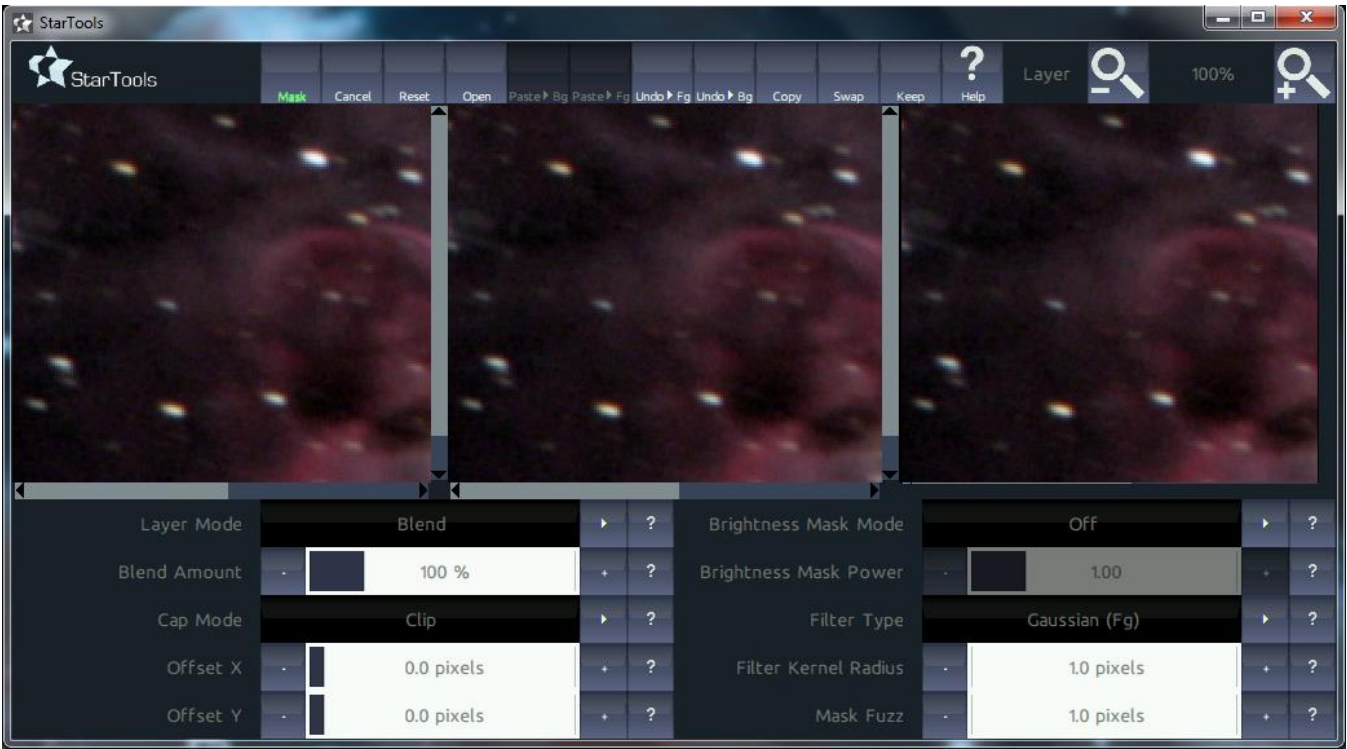 StarTools
StarTools
Mask Cancel Reset Open Paste Bg Paste Fg Undo Fg Undo Bg Copy Swap Keep Help Layer 100%
Layer Mode Blend ? Brightness Mask Mode Off ?
Blend Amount - 100 % + ? Brightness Mask Power - 1.00 + ?
Cap Mode Clip ? Filter Type Gaussian (Fg) ?
Offset X - 0.0 pixels + ? Filter Kernel Radius - 1.0 pixels + ?
Offset Y - 0.0 pixels + ? Mask Fuzz - 1.0 pixels + ?